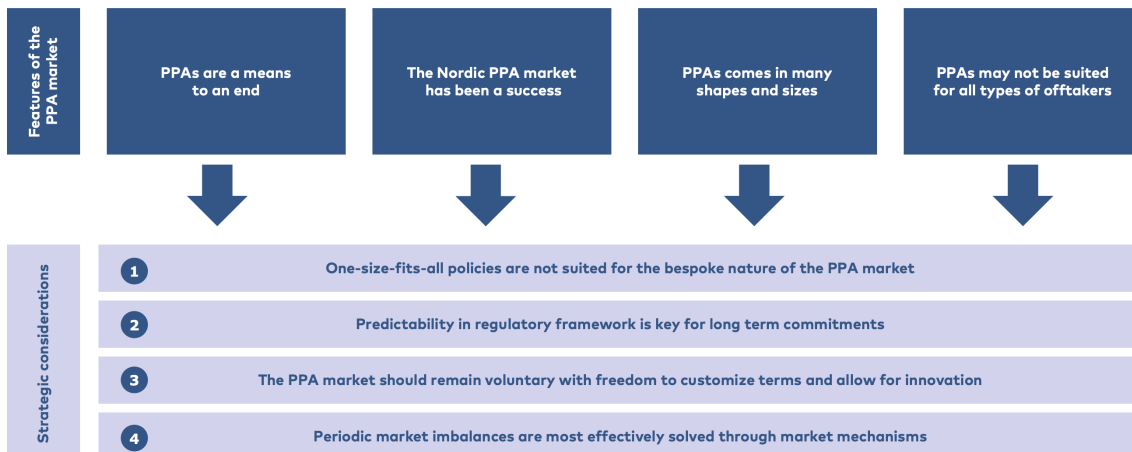 Features of the
PPA market
PPAs are a means
to an end
The Nordic PPA market
has been a success
PPAs comes in many
shapes and sizes
PPAs may not be suited
for all types of offtakers
Strategic considerations
1
One-size-fits-all policies are not suited for the bespoke nature of the PPA market
2
Predictability in regulatory framework is key for long term commitments
3
The PPA market should remain voluntary with freedom to customize terms and allow for innovation
4
Periodic market imbalances are most effectively solved through market mechanisms